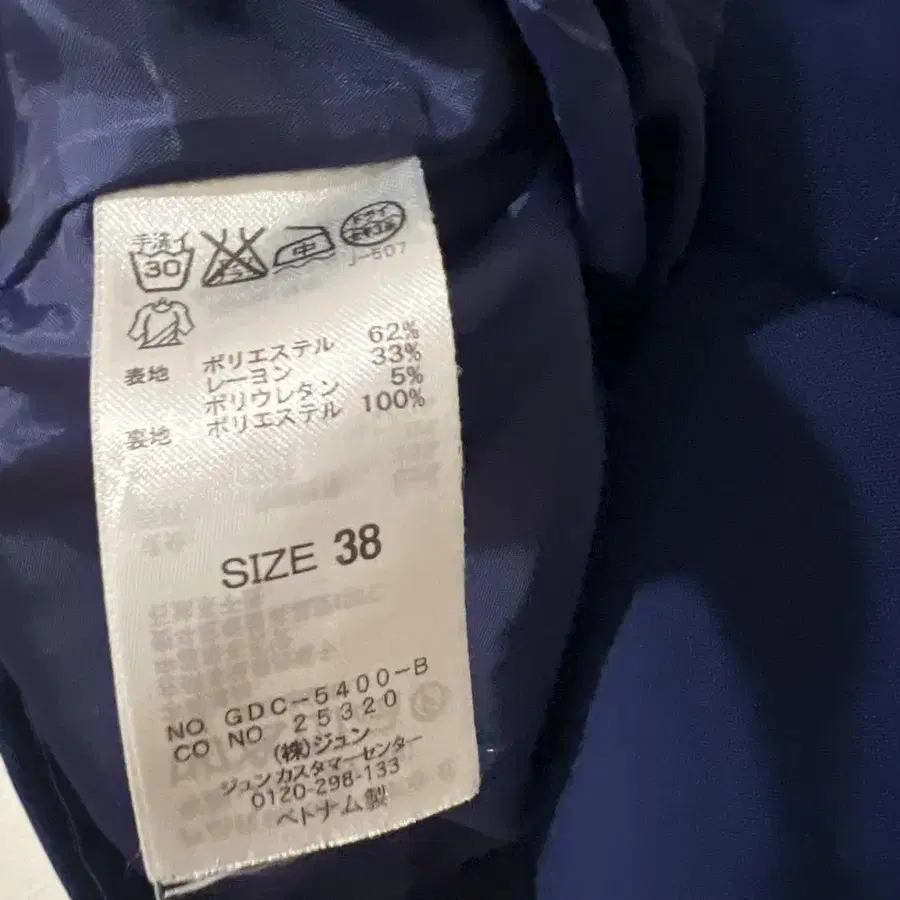 手洗イ
30
中
ドライ
J-507
表地 ポリエステル 62%
レーヨン 33%
ポリウレタン 5%
裏地 ポリエステル 100%
SIZE 38
NO GDC-5400-B
CO NO 25320
(株)ジュン
ジュンカスタマーセンター
0120-298-133
ベトナム製